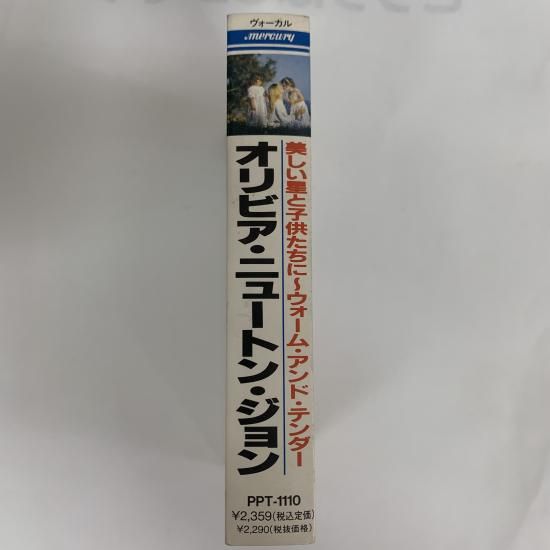 ヴォーカル
mercury
美しい星と子供たちに〜ウォーム・アンド・テンダー
オリビア・ニュートン・ジョン
PPT-1110
¥2,359(税込定価)
¥2,290(税抜価格)